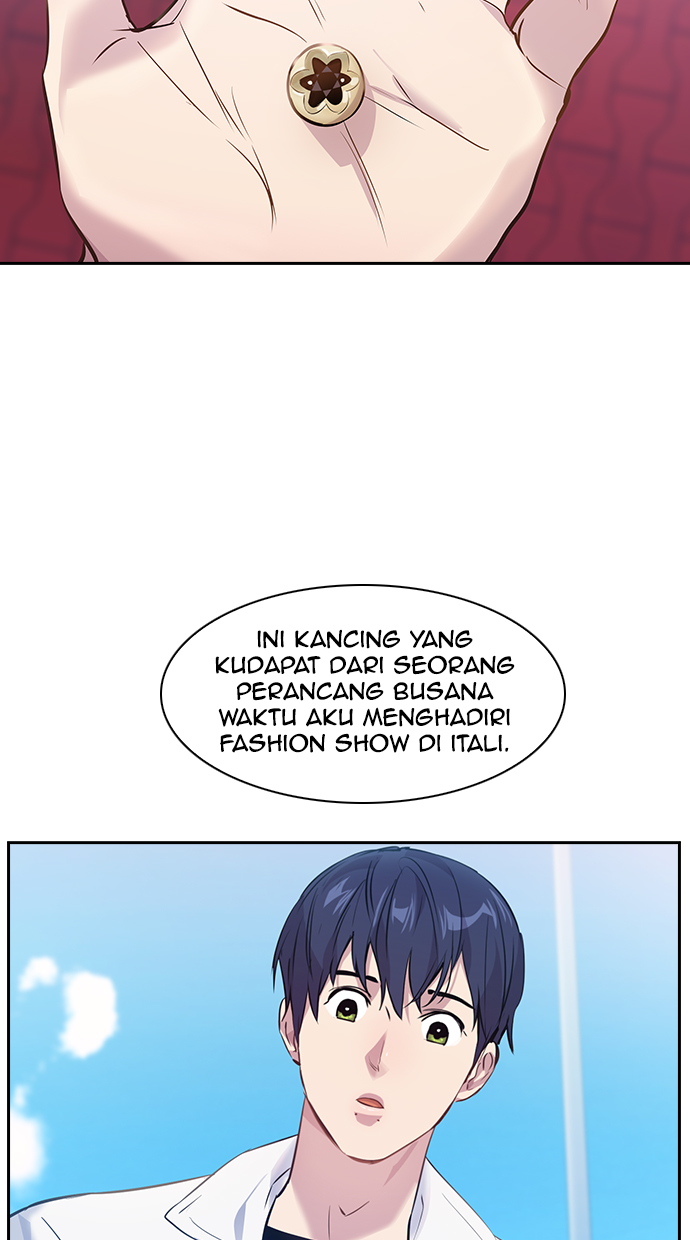 INI KANCING YANG
KUDAPAT DARI SEORANG
PERANCANG BUSANA
WAKTU AKU MENGHADIRI
FASHION SHOW DI ITALI.